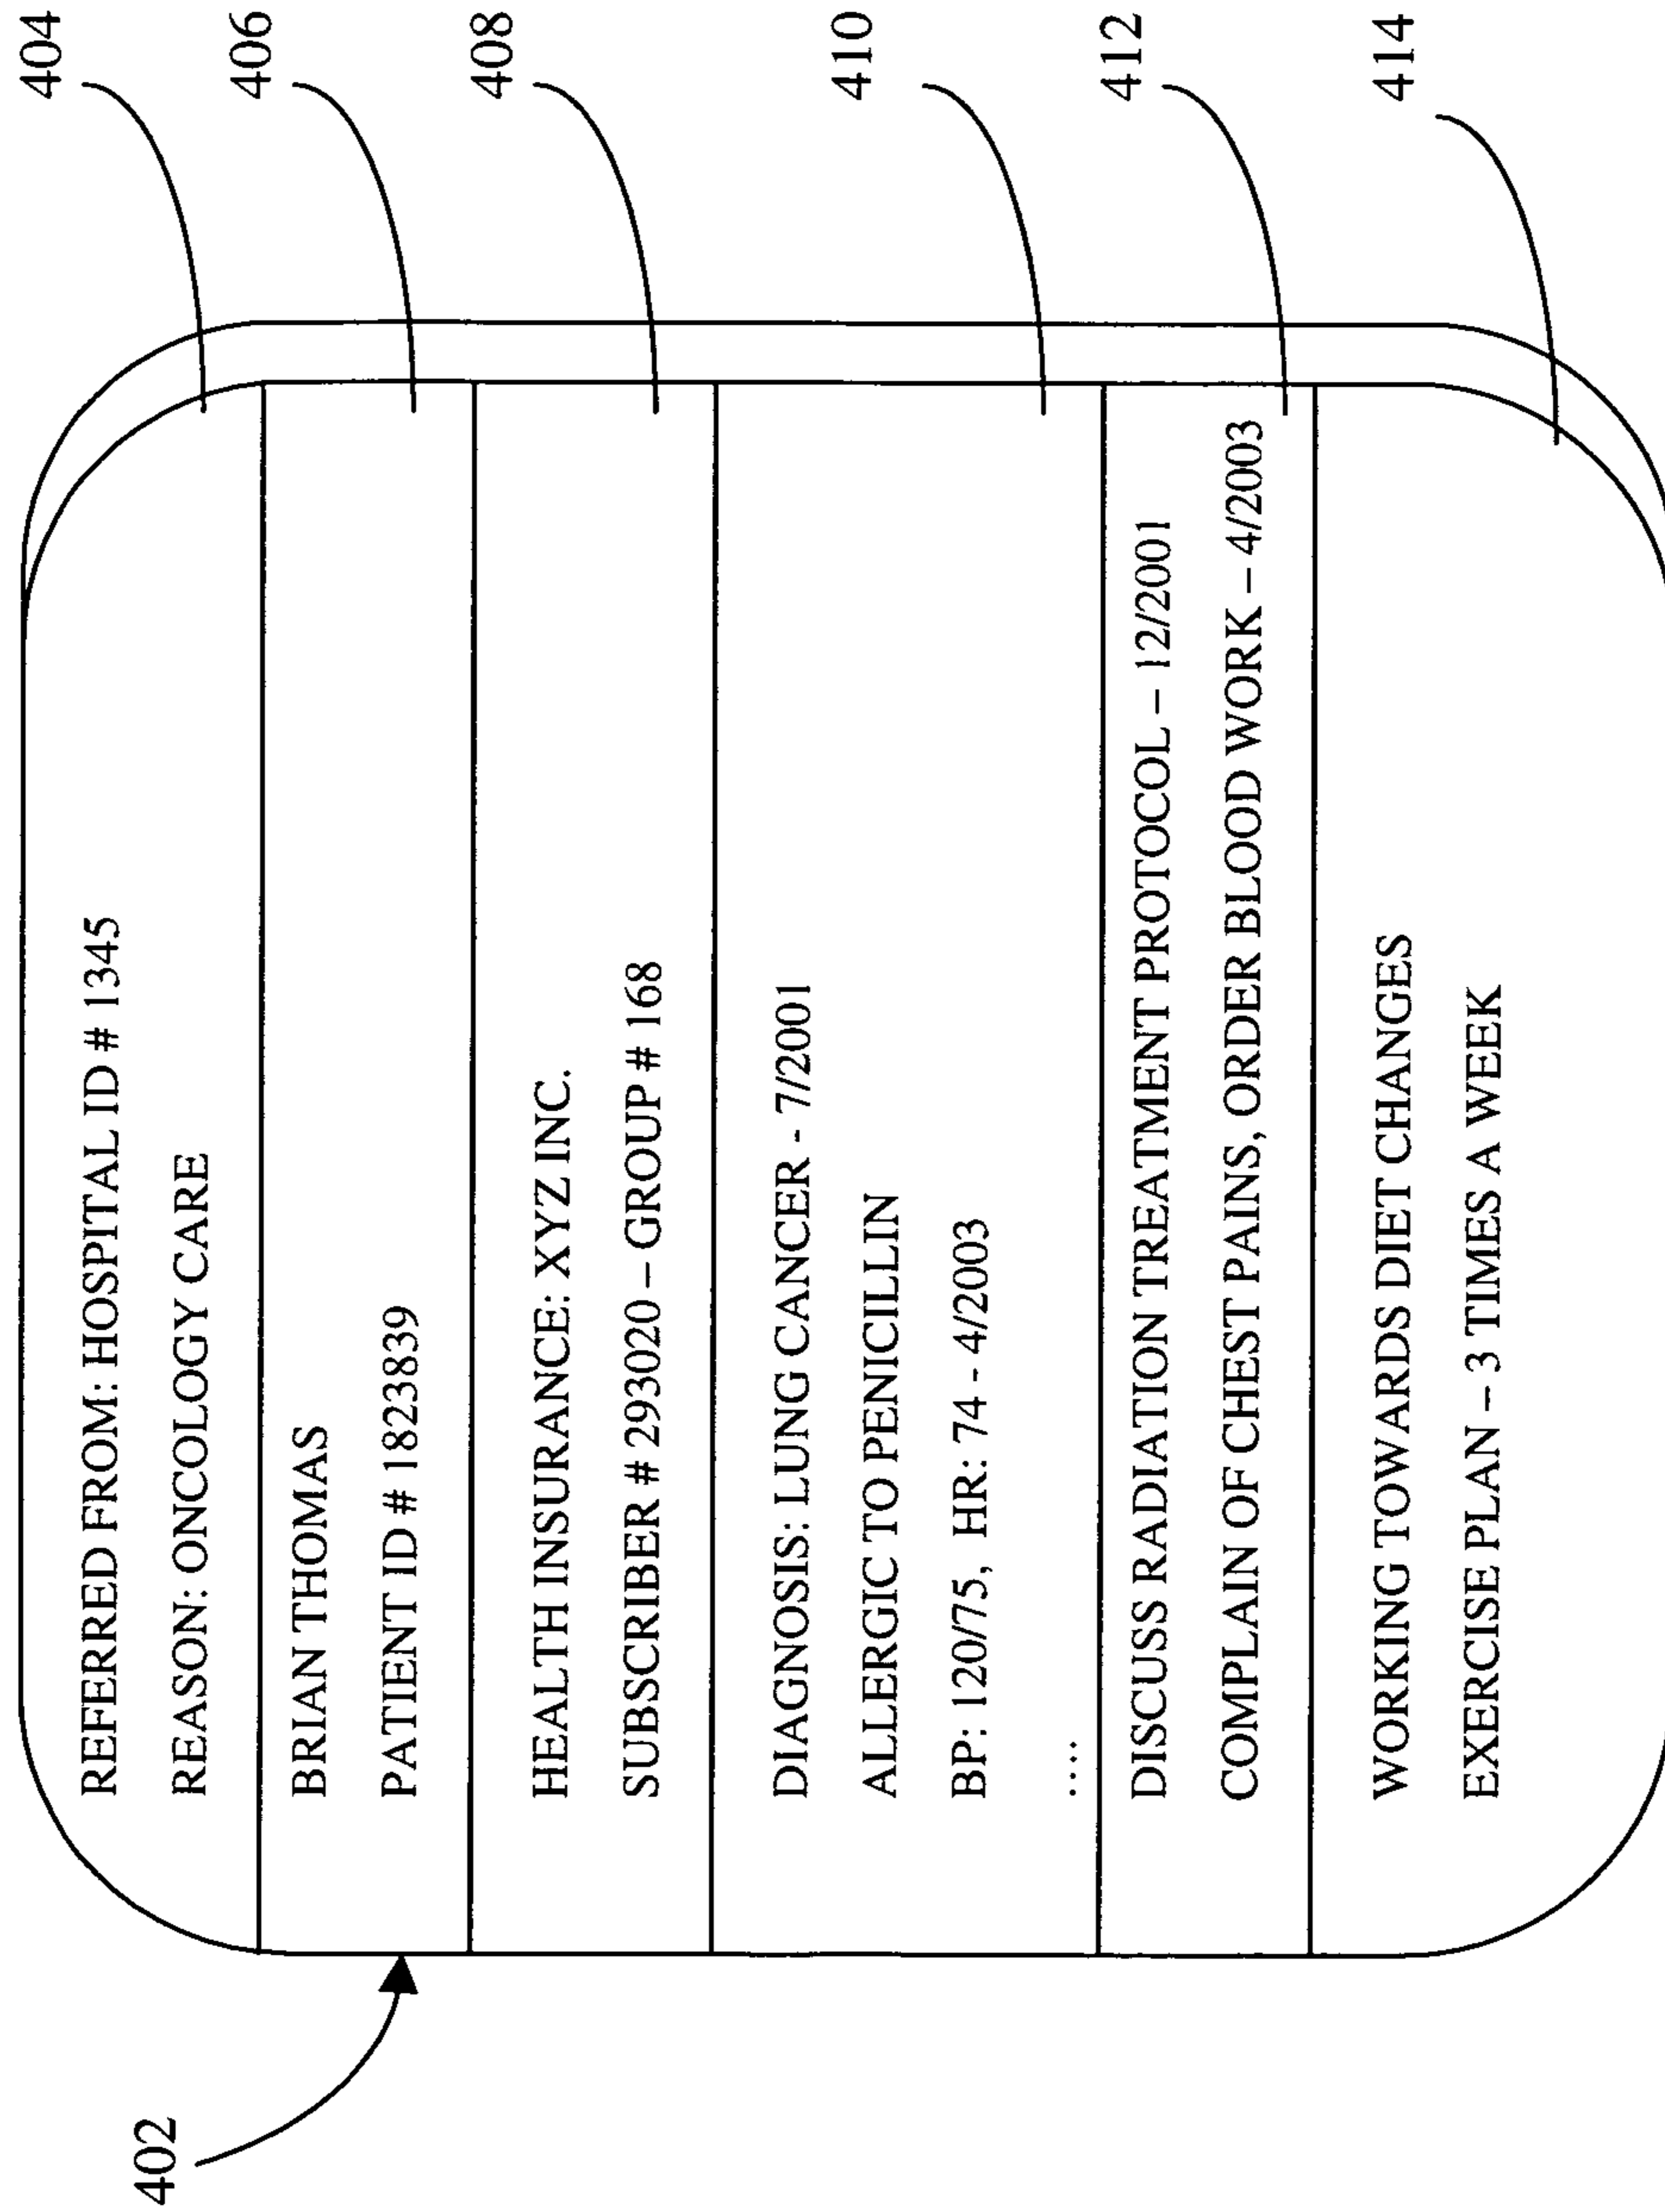 402
REFERRED FROM: HOSPITAL ID # 1345
REASON: ONCOLOGY CARE
404
BRIAN THOMAS
PATIENT ID # 1823839
406
HEALTH INSURANCE: XYZ INC.
SUBSCRIBER # 293020 – GROUP # 168
408
DIAGNOSIS: LUNG CANCER - 7/2001
ALLERGIC TO PENICILLIN
BP: 120/75, HR: 74 - 4/2003
....
410
DISCUSS RADIATION TREATMENT PROTOCOL – 12/2001
COMPLAIN OF CHEST PAINS, ORDER BLOOD WORK – 4/2003
412
WORKING TOWARDS DIET CHANGES
EXERCISE PLAN – 3 TIMES A WEEK
414